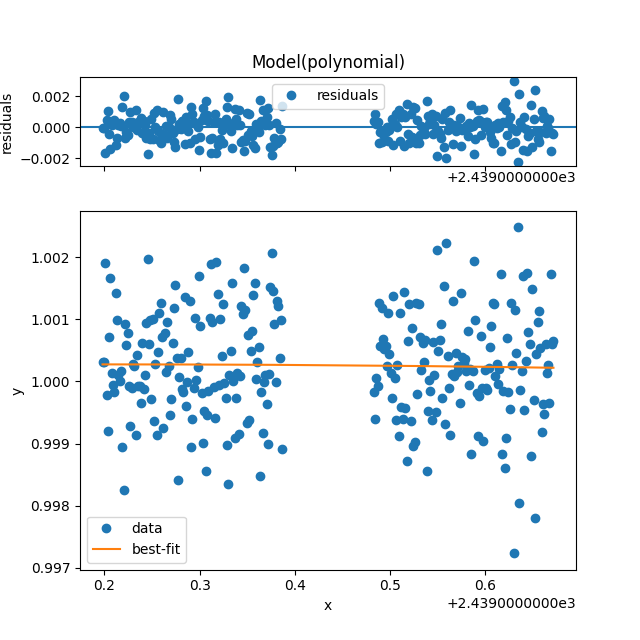 Model(polynomial)
residuals
0.002
0.000
−0.002
residuals
+2.4390000000e3
1.002
1.001
1.000
0.999
0.998
0.997
y
data
best-fit
0.2 0.3 0.4 0.5 0.6
x
+2.4390000000e3